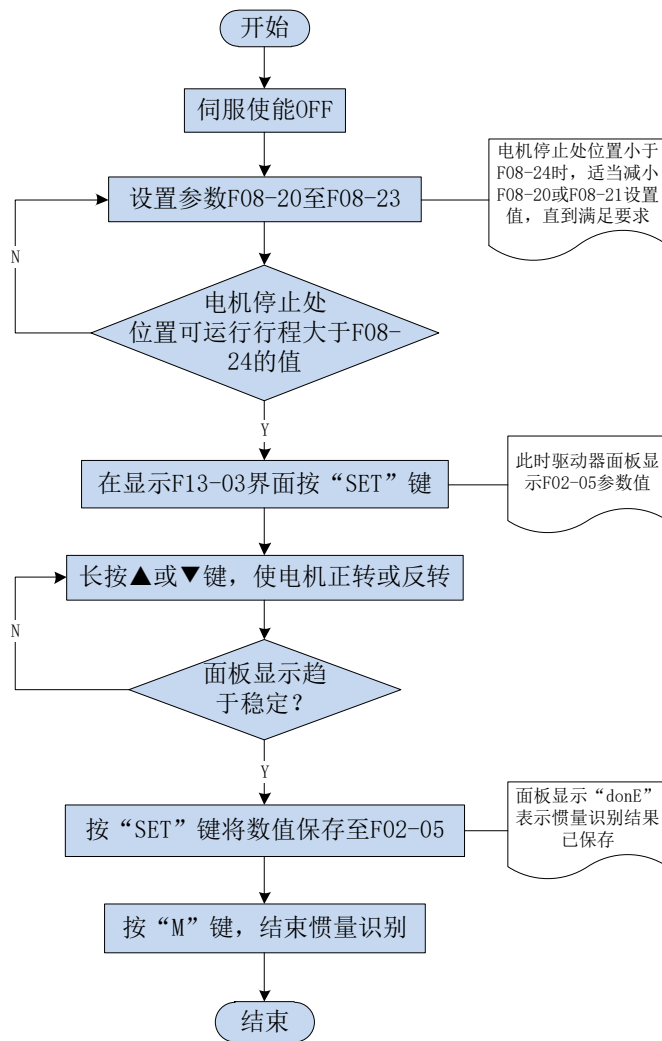 开始
伺服使能OFF
设置参数F08-20至F08-23
电机停止处位置小于
F08-24时，适当减小
F08-20或F08-21设置
值，直到满足要求
N
电机停止处
位置可运行行程大于F08-
24的值
Y
在显示F13-03界面按“SET”键
此时驱动器面板显
示F02-05参数值
长按▲或▼键，使电机正转或反转
N
面板显示趋
于稳定？
Y
按“SET”键将数值保存至F02-05
面板显示“donE”
表示惯量识别结果
已保存
按“M”键，结束惯量识别
结束